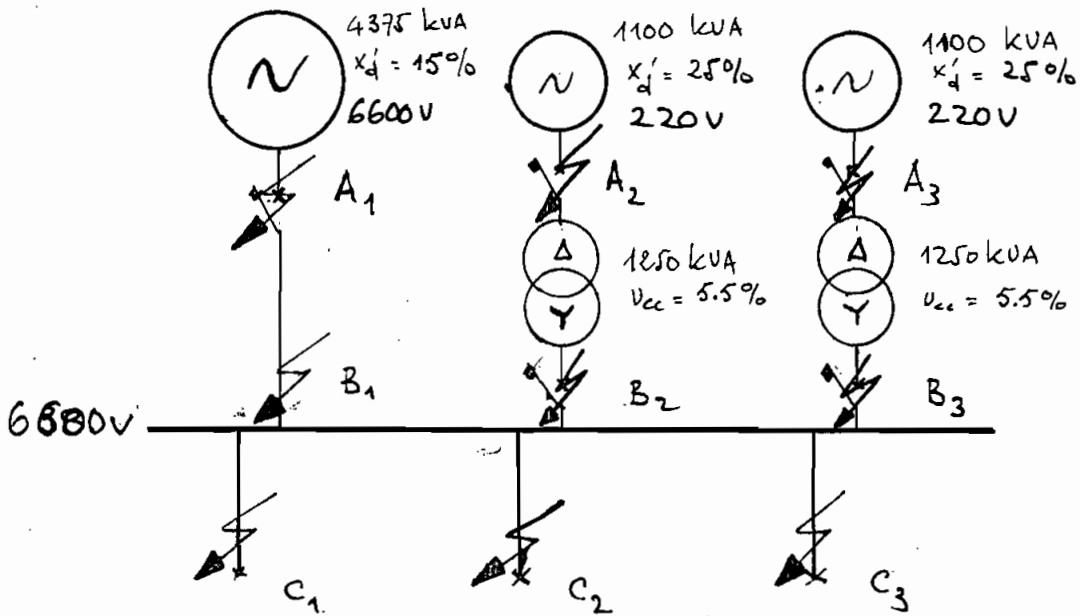 4375 kVA
x'd = 15%
6600V
1100 kVA
x'd = 25%
220V
1100 kVA
x'd = 25%
220V
A1
A2
A3
Δ
Y
1250 kVA
Ucc = 5.5%
Δ
Y
1250 kVA
Ucc = 5.5%
B1
B2
B3
V
C1
C2
C3